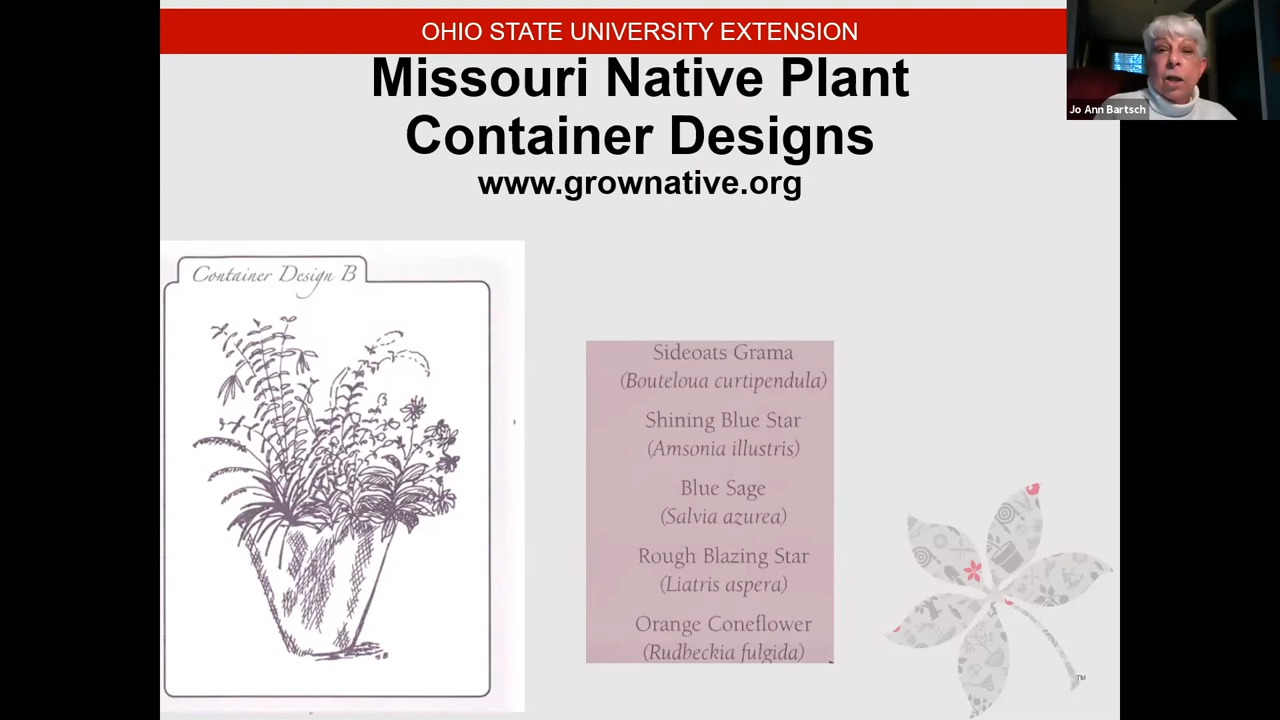 OHIO STATE UNIVERSITY EXTENSION
Missouri Native Plant
Container Designs
www.grownative.org
Jo Ann Bartsch
Container Design B
Sideoats Grama
(Bouteloua curtipendula)
Shining Blue Star
(Amsonia illustris)
Blue Sage
(Salvia azurea)
Rough Blazing Star
(Liatris aspera)
Orange Coneflower
(Rudbeckia fulgida)
TM